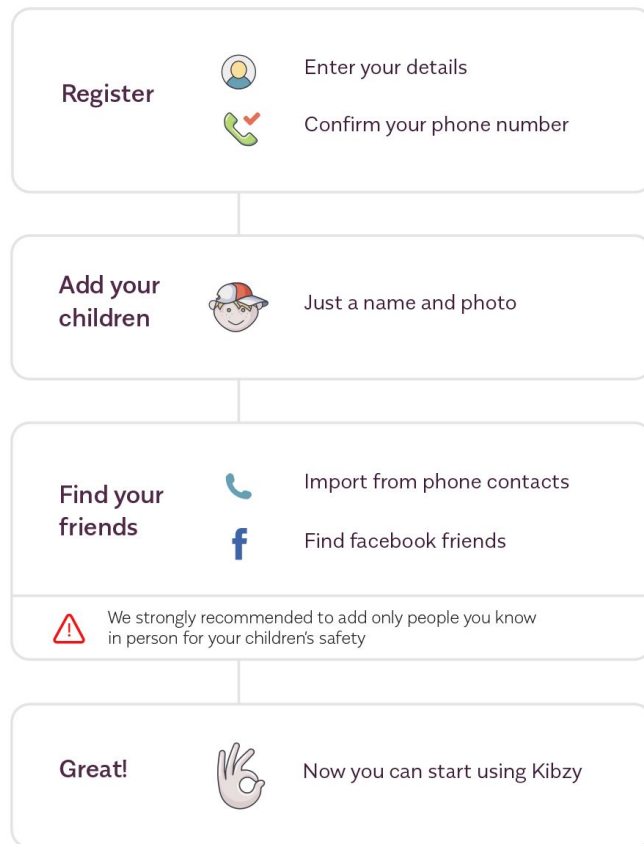 Register
Enter your details
Confirm your phone number
Add your
children
Just a name and photo
Find your
friends
Import from phone contacts
Find facebook friends
We strongly recommended to add only people you know
in person for your children's safety
Great!
Now you can start using Kibzy